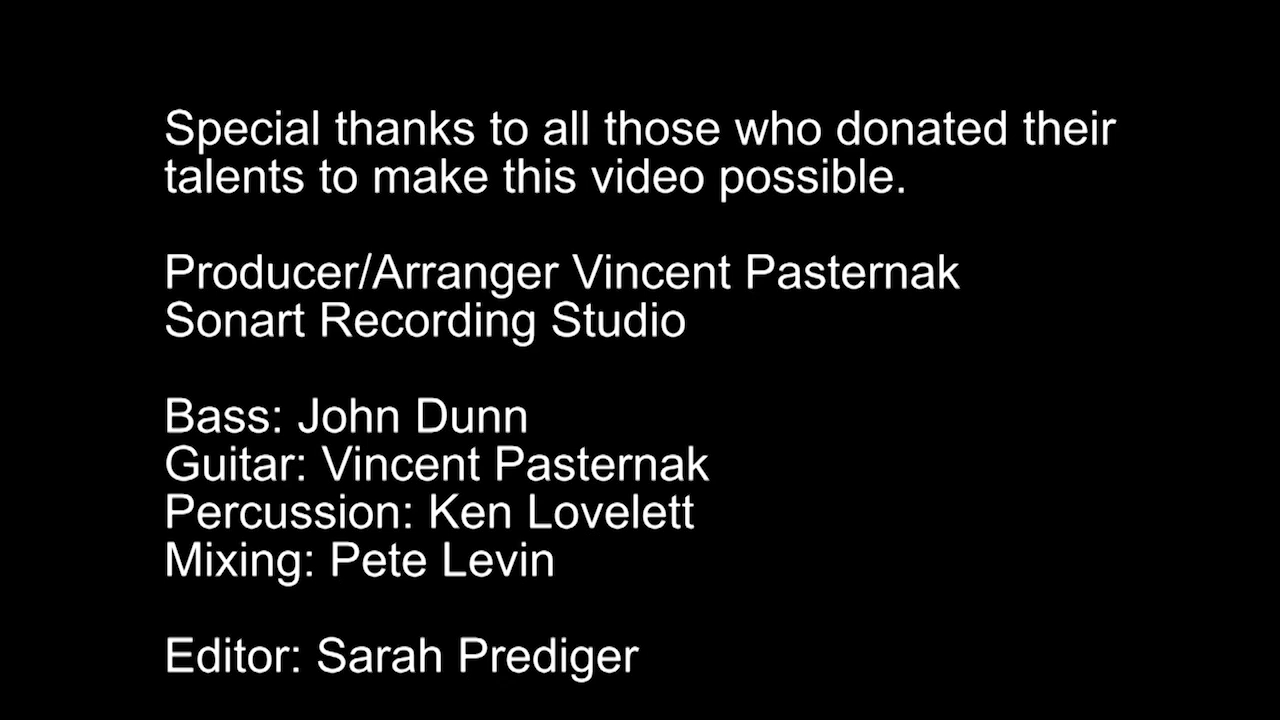 Special thanks to all those who donated their
talents to make this video possible.
Producer/Arranger Vincent Pasternak
Sonart Recording Studio
Bass: John Dunn
Guitar: Vincent Pasternak
Percussion: Ken Lovelett
Mixing: Pete Levin
Editor: Sarah Prediger